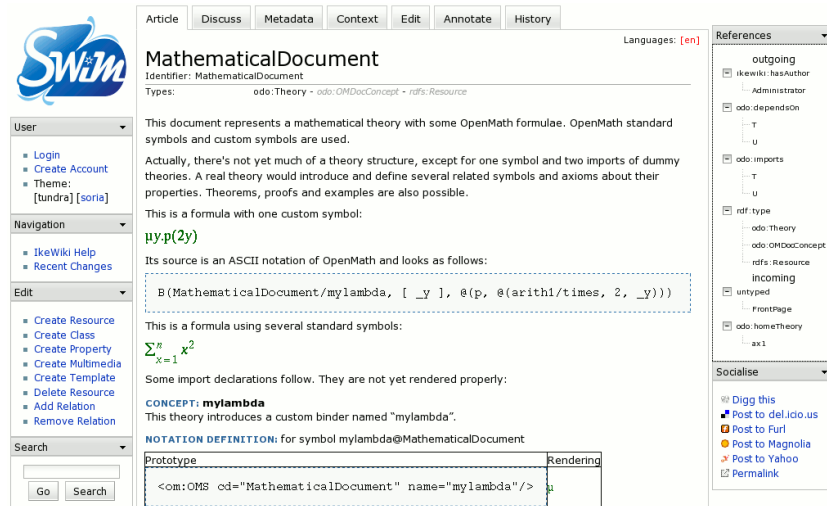 Article Discuss Metadata Context Edit Annotate History
SWiM
Languages: [en]
MathematicalDocument
Identifier: MathematicalDocument
Types: odo:Theory - odo:OMDocConcept - rdfs:Resource
This document represents a mathematical theory with some OpenMath formulae. OpenMath standard
symbols and custom symbols are used.
Actually, there's not yet much of a theory structure, except for one symbol and two imports of dummy
theories. A real theory would introduce and define several related symbols and axioms about their
properties. Theorems, proofs and examples are also possible.
This is a formula with one custom symbol:
μy.p(2y)
Its source is an ASCII notation of OpenMath and looks as follows:
B(MathematicalDocument/mylambda, [ _y ], @(p, @(arith1/times, 2, _y)))
This is a formula using several standard symbols:
∑ⁿₓ₌₁ x²
Some import declarations follow. They are not yet rendered properly:
CONCEPT: mylambda
This theory introduces a custom binder named “mylambda”.
NOTATION DEFINITION: for symbol mylambda@MathematicalDocument
Prototype Rendering
<om:OMS cd="MathematicalDocument" name="mylambda"/> μ
User
Login
Create Account
Theme:
[tundra] [soria]
Navigation
IkeWiki Help
Recent Changes
Edit
Create Resource
Create Class
Create Property
Create Multimedia
Create Template
Delete Resource
Add Relation
Remove Relation
Search
Go Search
References
outgoing
ikewiki:hasAuthor
Administrator
odo:dependsOn
T
U
odo:imports
T
U
rdf:type
odo:Theory
odo:OMDocConcept
rdfs:Resource
incoming
untyped
FrontPage
odo:homeTheory
ax1
Socialise
Digg this
Post to del.icio.us
Post to Furl
Post to Magnolia
Post to Yahoo
Permalink